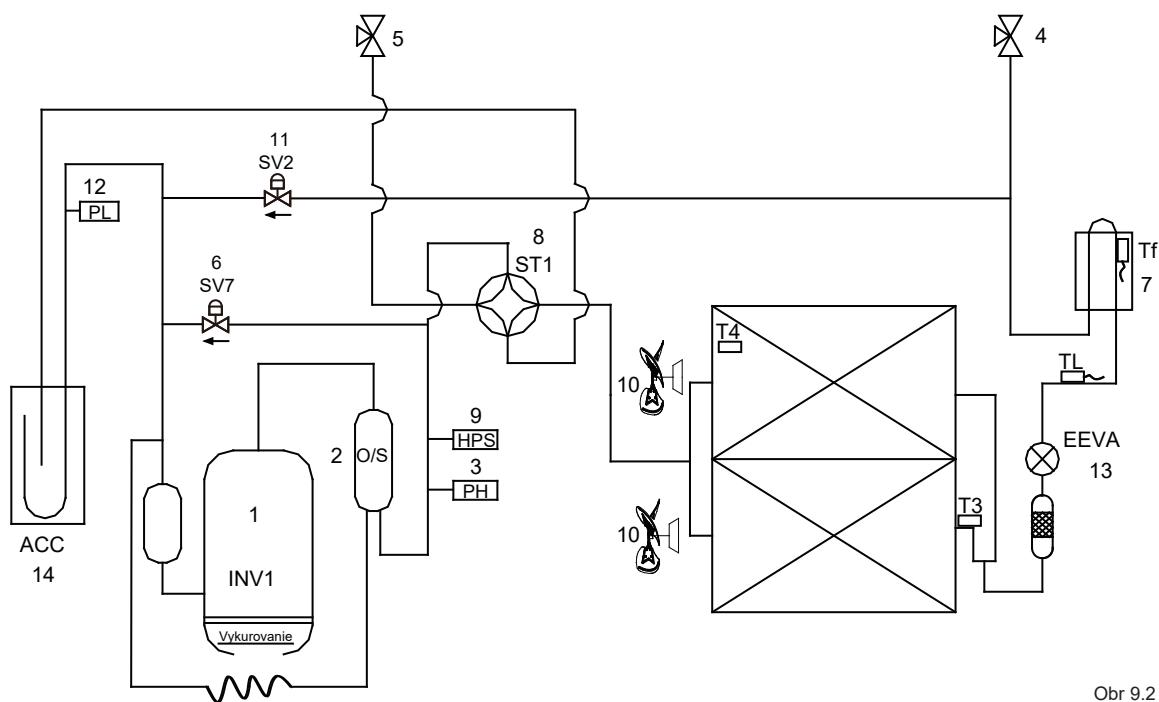 5
4
11
SV2
12
PL
6
SV7
8
ST1
Tf
7
T4
TL
10
9
HPS
EEVA
13
2
O/S
3
PH
T3
1
10
ACC
14
INV1
Vykurovanie
Obr 9.2